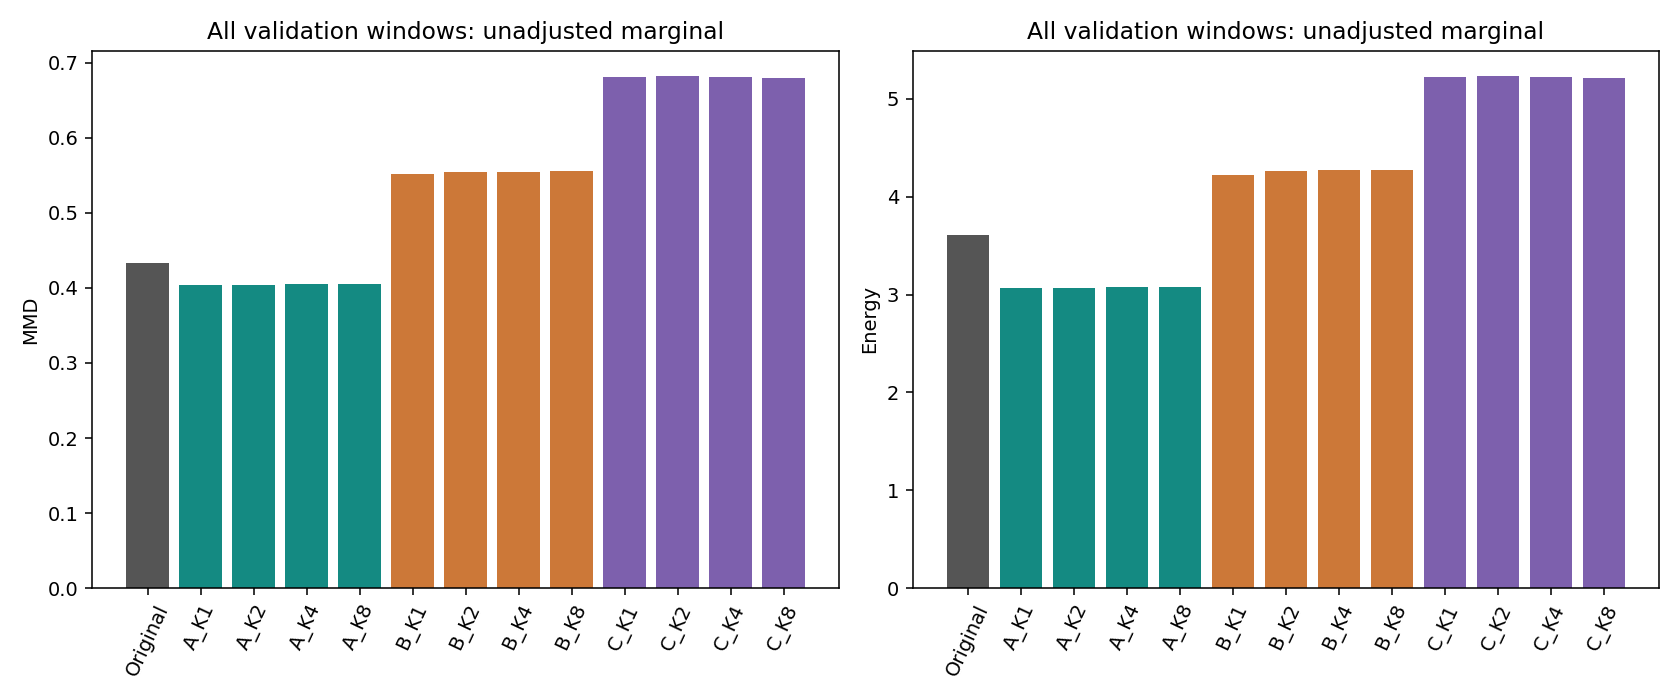 All validation windows: unadjusted marginal
MMD
0.7
0.6
0.5
0.4
0.3
0.2
0.1
0.0
Original
A_K1
A_K2
A_K4
A_K8
B_K1
B_K2
B_K4
B_K8
C_K1
C_K2
C_K4
C_K8
All validation windows: unadjusted marginal
Energy
5
4
3
2
1
0
Original
A_K1
A_K2
A_K4
A_K8
B_K1
B_K2
B_K4
B_K8
C_K1
C_K2
C_K4
C_K8